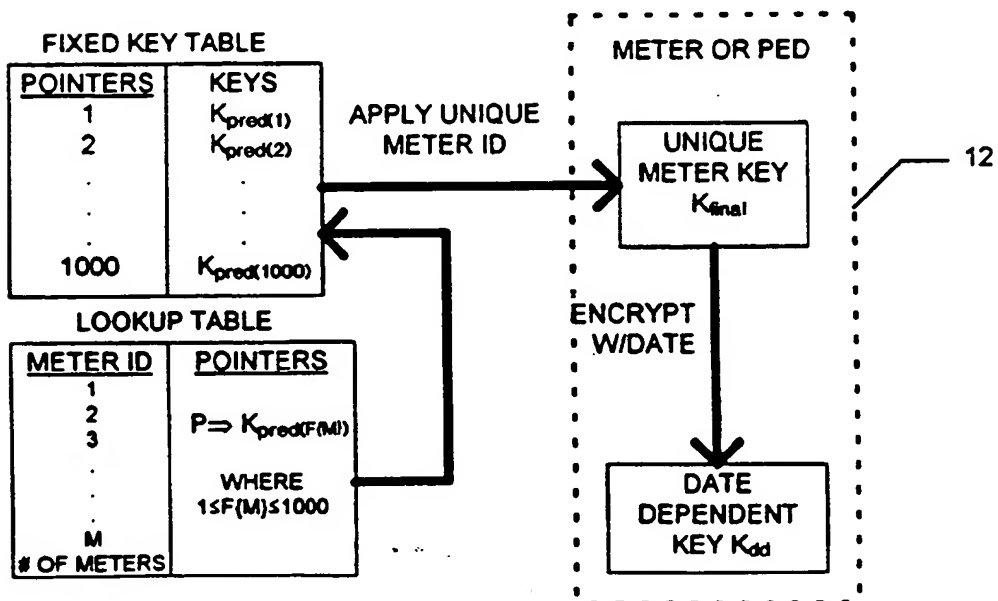 FIXED KEY TABLE
POINTERS KEYS
1 Kpred(1)
2 Kpred(2)
. .
. .
. .
1000 Kpred(1000)
LOOKUP TABLE
METER ID POINTERS
1
2
3
P⇒ Kpred(F(M))
.
.
.
WHERE
1≤F(M)≤1000
M
# OF METERS
APPLY UNIQUE
METER ID
METER OR PED
UNIQUE
METER KEY
Kfinal
12
ENCRYPT
W/DATE
DATE
DEPENDENT
KEY Kdd